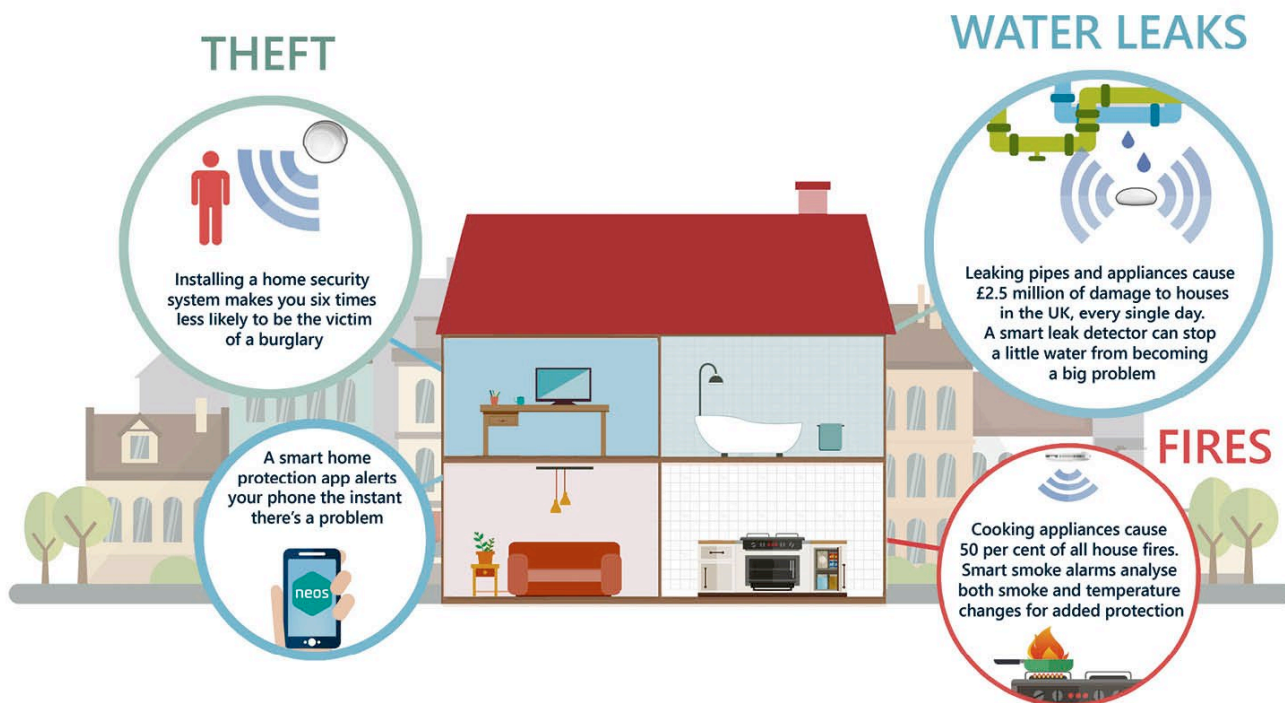 THEFT
Installing a home security
system makes you six times
less likely to be the victim
of a burglary
A smart home
protection app alerts
your phone the instant
there's a problem
neos
WATER LEAKS
Leaking pipes and appliances cause
£2.5 million of damage to houses
in the UK, every single day.
A smart leak detector can stop
a little water from becoming
a big problem
FIRES
Cooking appliances cause
50 per cent of all house fires.
Smart smoke alarms analyse
both smoke and temperature
changes for added protection